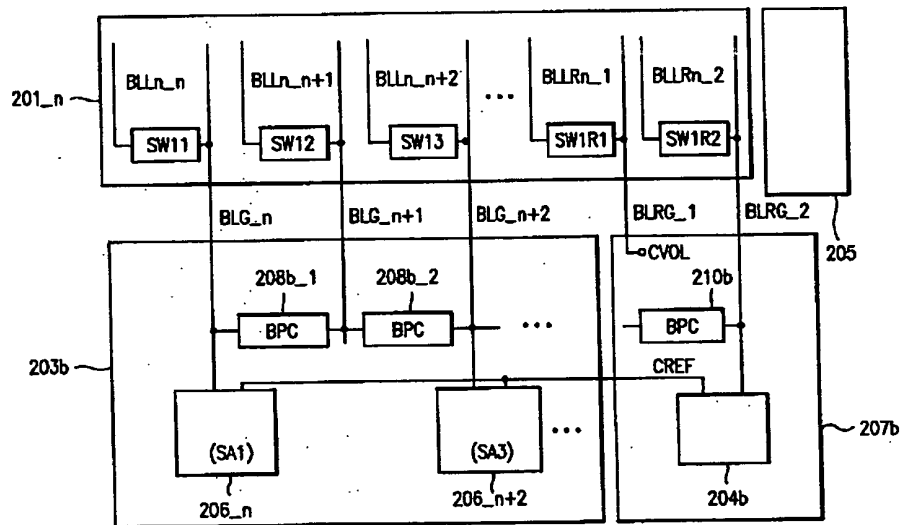 BLLn_n
BLLn_n+1
BLLn_n+2
BLLRn_1
BLLRn_2
201_n
...
SW11
SW12
SW13
SW1R1
SW1R2
BLG_n
BLG_n+1
BLG_n+2
BLRG_1
BLRG_2
205
CVOL
208b_1
208b_2
210b
BPC
BPC
...
BPC
203b
CREF
(SA1)
(SA3)
...
207b
206_n
206_n+2
204b